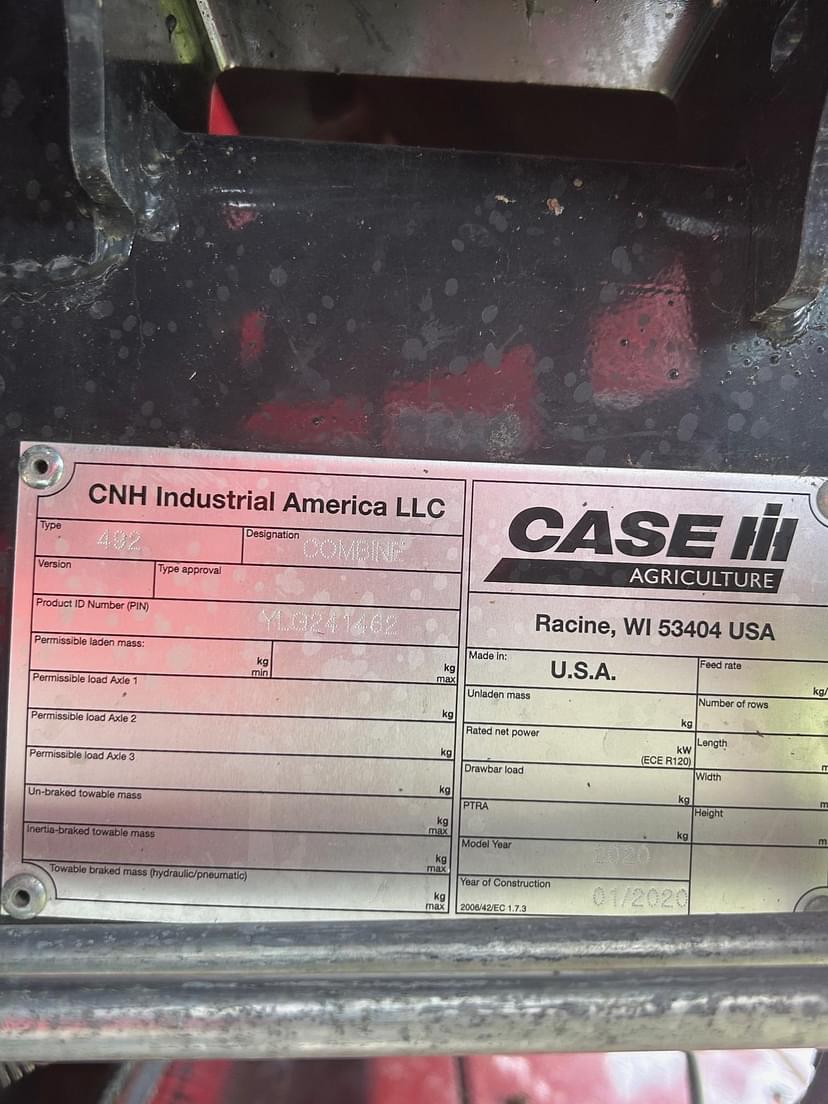 CNH Industrial America LLC
Type 492
Designation COMBINE
Version
Type approval
Product ID Number (PIN) YLG241462
Permissible laden mass:
kg min
kg max
Permissible load Axle 1
kg
Permissible load Axle 2
kg
Permissible load Axle 3
kg
Un-braked towable mass
kg max
Inertia-braked towable mass
kg max
Towable braked mass (hydraulic/pneumatic)
kg max
CASE IH
AGRICULTURE
Racine, WI 53404 USA
Made in: U.S.A.
Feed rate
kg/
Unladen mass
kg
Number of rows
Rated net power
kW
(ECE R120)
Length
m
Drawbar load
kg
Width
m
PTRA
kg
Height
m
Model Year 2020
Year of Construction 01/2020
2006/42/EC 1.7.3